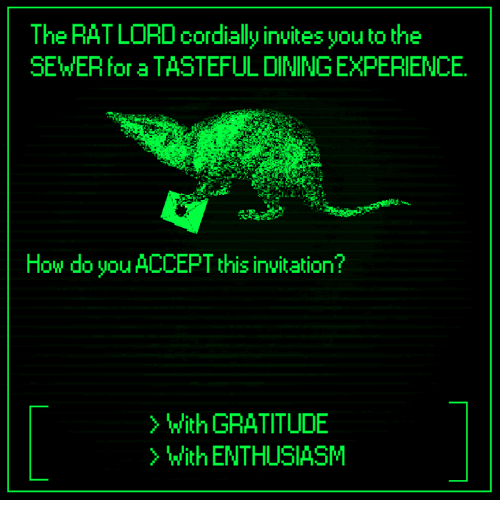 The RAT LORD cordially invites you to the
SEWER for a TASTEFUL DINING EXPERIENCE.
How do you ACCEPT this invitation?
> With GRATITUDE
> With ENTHUSIASM